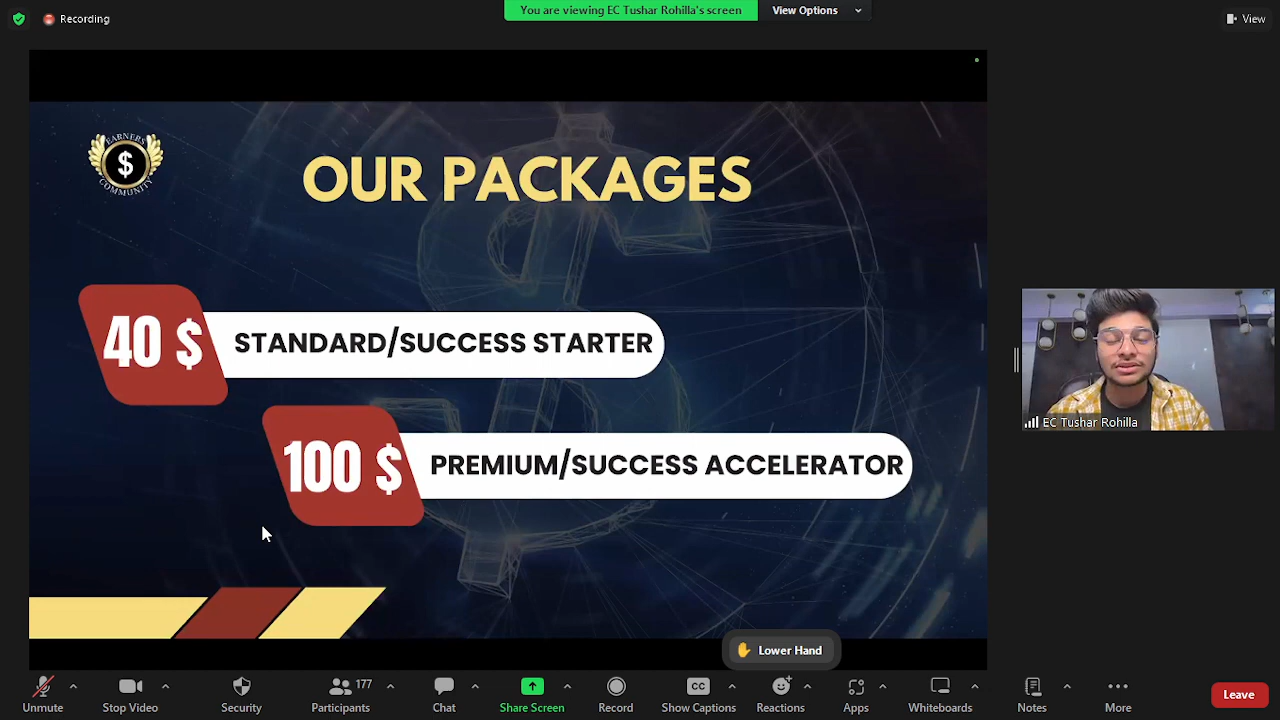 You are viewing EC Tushar Rohilla's screen
View Options
Recording
View
EARNERS
$
COMMUNITY
OUR PACKAGES
40 $
STANDARD/SUCCESS STARTER
100 $
PREMIUM/SUCCESS ACCELERATOR
EC Tushar Rohilla
Lower Hand
177
CC
Unmute
Stop Video
Security
Participants
Chat
Share Screen
Record
Show Captions
Reactions
Apps
Whiteboards
Notes
More
Leave